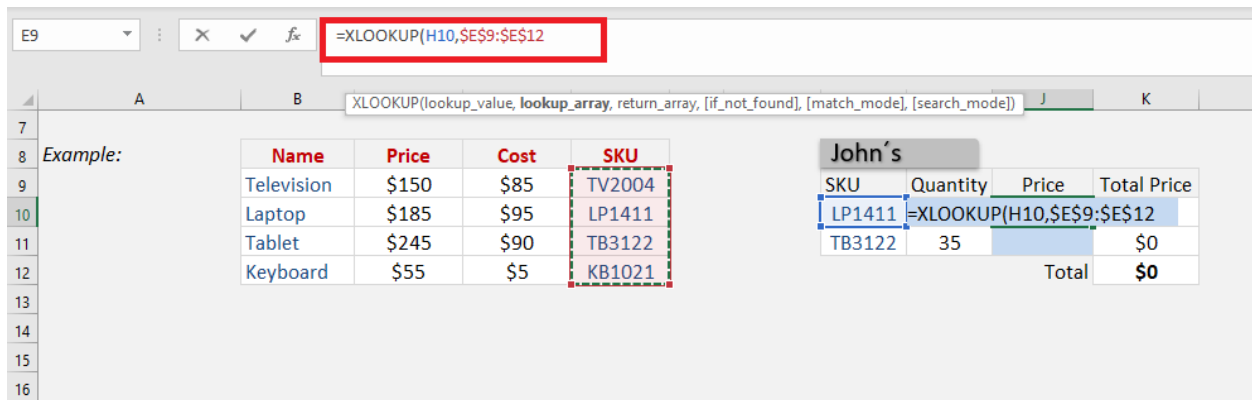 E9 fx =XLOOKUP(H10,$E$9:$E$12
A B J K
XLOOKUP(lookup_value, lookup_array, return_array, [if_not_found], [match_mode], [search_mode])
7
8 Example: Name Price Cost SKU John´s
9 Television $150 $85 TV2004 SKU Quantity Price Total Price
10 Laptop $185 $95 LP1411 LP1411 =XLOOKUP(H10,$E$9:$E$12
11 Tablet $245 $90 TB3122 TB3122 35 $0
12 Keyboard $55 $5 KB1021 Total $0
13
14
15
16